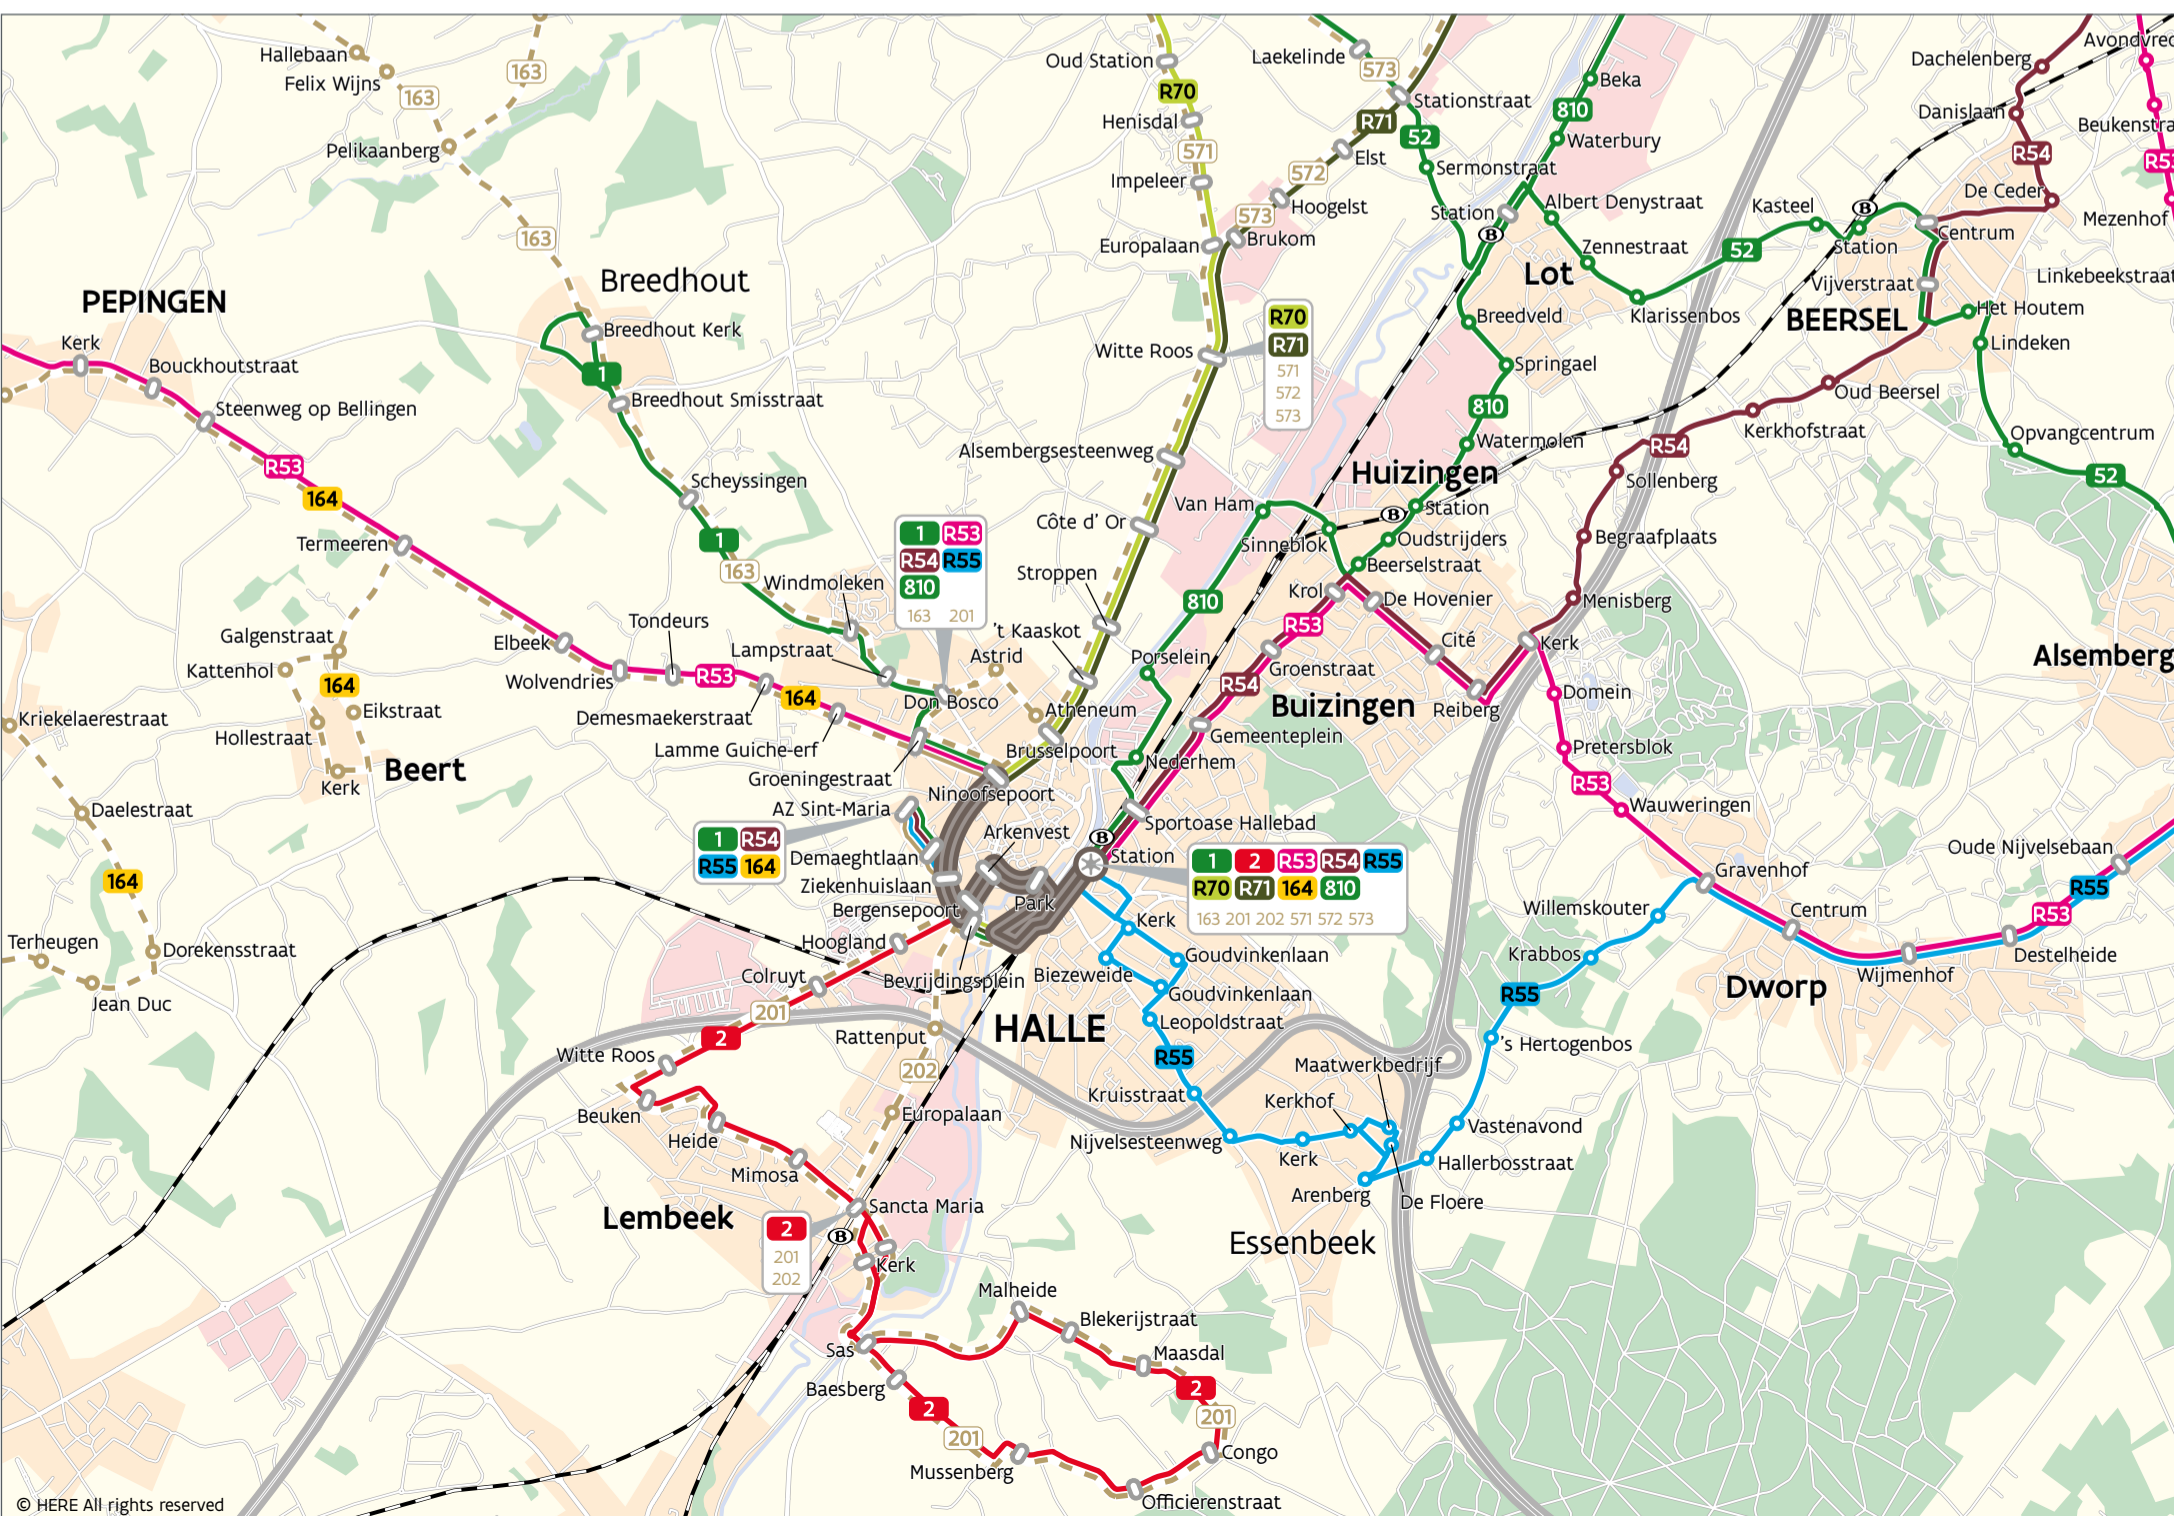 Hallebaan
Felix Wijns
163
163
Pelikaanberg
163
Oud Station
R70
Henisdal
571
Impeleer
Europalaan
Laekelinde
573
Stationstraat
R71
52
Elst
572
Hoogelst
573
Brukom
Sermonstraat
Beka
810
Waterbury
Station
B
Albert Denystraat
Zennestraat
Lot
Klarissenbos
52
Kasteel
B
Station
Dachelenberg
Danislaan
R54
De Ceder
Centrum
Vijverstraat
BEERSEL
Het Houtem
Lindeken
Avondvred
Beukenstra
R53
Mezenhof
Linkebeekstraat
PEPINGEN
Kerk
Bouckhoutstraat
Steenweg op Bellingen
R53
164
Termeeren
Breedhout
Breedhout Kerk
1
Breedhout Smisstraat
Scheyssingen
1
163
Windmoleken
Witte Roos
R70
R71
571
572
573
Alsembergsesteenweg
Côte d' Or
Stroppen
't Kaaskot
Astrid
1 R53
R54 R55
810
163 201
Breedveld
Springael
810
Watermolen
Huizingen
Van Ham
B
Station
Sinneblok
Oudstrijders
Beerselstraat
810
Krol
De Hovenier
R53
Cité
Groenstraat
R54
Buizingen
Reiberg
Porselein
Gemeenteplein
Nederhem
Oud Beersel
Kerkhofstraat
R54
Sollenberg
Begraafplaats
Menisberg
Kerk
Domein
Pretersblok
R53
Wauweringen
Opvangcentrum
52
Alsemberg
Galgenstraat
Kattenhol
164
Eikstraat
Hollestraat
Kerk
Beert
Kriekelaerestraat
Daelestraat
164
Terheugen
Dorekensstraat
Jean Duc
Elbeek
Tondeurs
Wolvendries
R53
Lampstraat
Demesmaekerstraat
164
Lamme Guiche-erf
Groeningestraat
Don Bosco
Atheneum
Brusselpoort
Ninoofsepoort
AZ Sint-Maria
1 R54
R55 164
Demaeghtlaan
Ziekenhuislaan
Bergensepoort
Arkenvest
Park
B
Station
Sportoase Hallebad
1 2 R53 R54 R55
R70 R71 164 810
163 201 202 571 572 573
Hoogland
Colruyt
Bevrijdingsplein
201
2
Witte Roos
Rattenput
202
HALLE
Biezeweide
Kerk
Goudvinkenlaan
Goudvinkenlaan
Leopoldstraat
R55
Kruisstraat
Nijvelsesteenweg
Kerk
Kerkhof
Maatwerkbedrijf
Arenberg
De Floere
Hallerbosstraat
Vastenavond
's Hertogenbos
R55
Krabbos
Willemskouter
Gravenhof
Centrum
Dworp
Wijmenhof
Destelheide
R53
R55
Oude Nijvelsebaan
Essenbeek
Beuken
Heide
Mimosa
Europalaan
Lembeek
Sancta Maria
2
201
202
B
Kerk
Sas
Baesberg
2
201
Mussenberg
Malheide
Blekerijstraat
Maasdal
2
201
Congo
Officierenstraat
© HERE All rights reserved